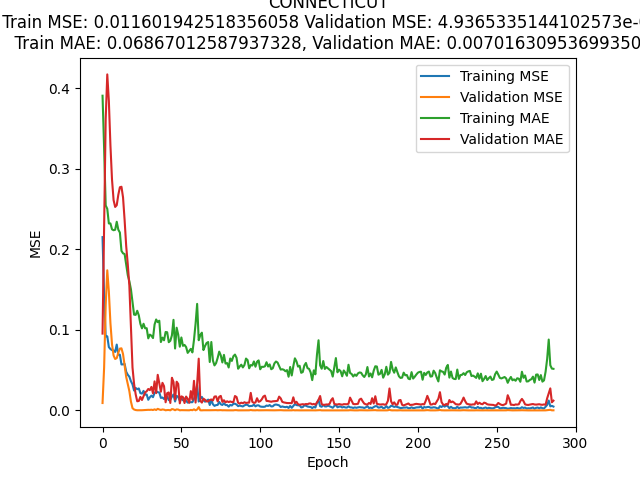 CONNECTICUT
Train MSE: 0.011601942518356058 Validation MSE: 4.9365335144102573e-
Train MAE: 0.06867012587937328, Validation MAE: 0.00701630953699350
Training MSE
Validation MSE
Training MAE
Validation MAE
0.4
0.3
0.2
0.1
0.0
MSE
0 50 100 150 200 250 300
Epoch